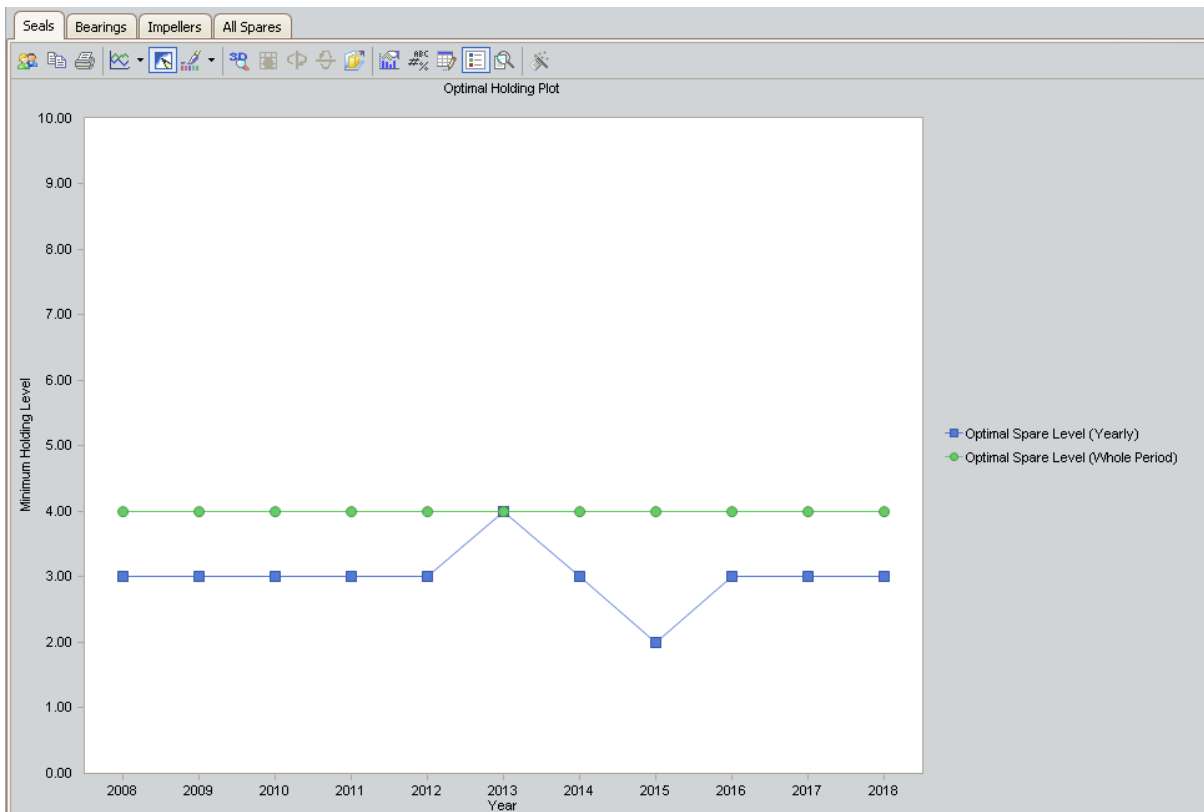 Seals Bearings Impellers All Spares
3D ABC #%
Optimal Holding Plot
10.00
9.00
8.00
7.00
6.00
5.00
4.00
3.00
2.00
1.00
0.00
Minimum Holding Level
Optimal Spare Level (Yearly)
Optimal Spare Level (Whole Period)
2008 2009 2010 2011 2012 2013 2014 2015 2016 2017 2018
Year